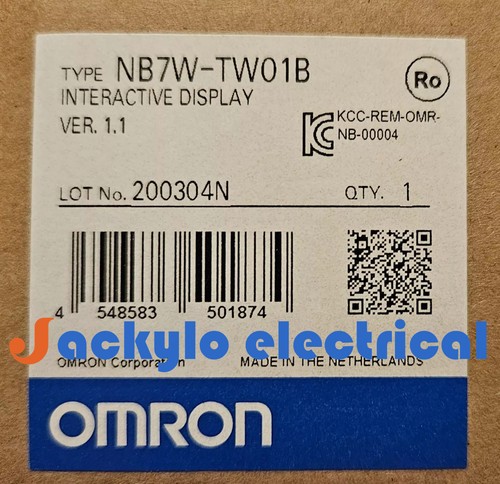 TYPE NB7W-TW01B
Ro
INTERACTIVE DISPLAY
VER. 1.1
KCC-REM-OMR-
NB-00004
LOT No. 200304N QTY. 1
4 548583 501874
Jackylo electrical
OMRON Corporation MADE IN THE NETHERLANDS
OMRON